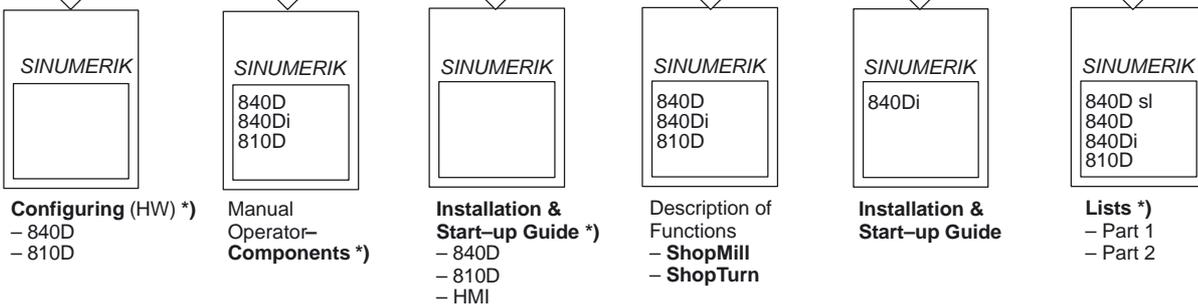 SINUMERIK
Configuring (HW) *)
– 840D
– 810D
SINUMERIK
840D
840Di
810D
Manual
Operator–
Components *)
SINUMERIK
Installation &
Start–up Guide *)
– 840D
– 810D
– HMI
SINUMERIK
840D
840Di
810D
Description of
Functions
– ShopMill
– ShopTurn
SINUMERIK
840Di
Installation &
Start–up Guide
SINUMERIK
840D sl
840D
840Di
810D
Lists *)
– Part 1
– Part 2